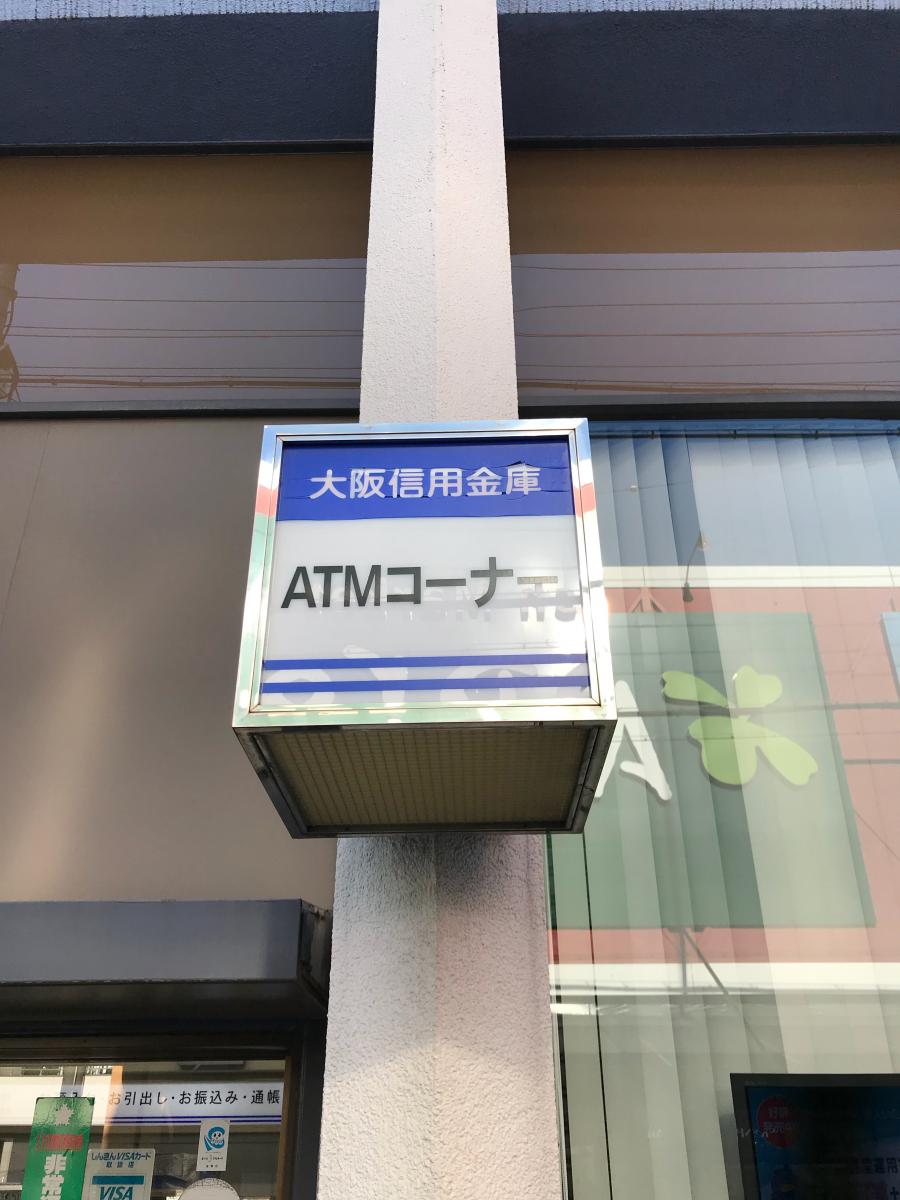 大阪信用金庫
ATMコーナー
お引出し・お振込み・通帳
しんきんVISAカード
取扱店
VISA
非常